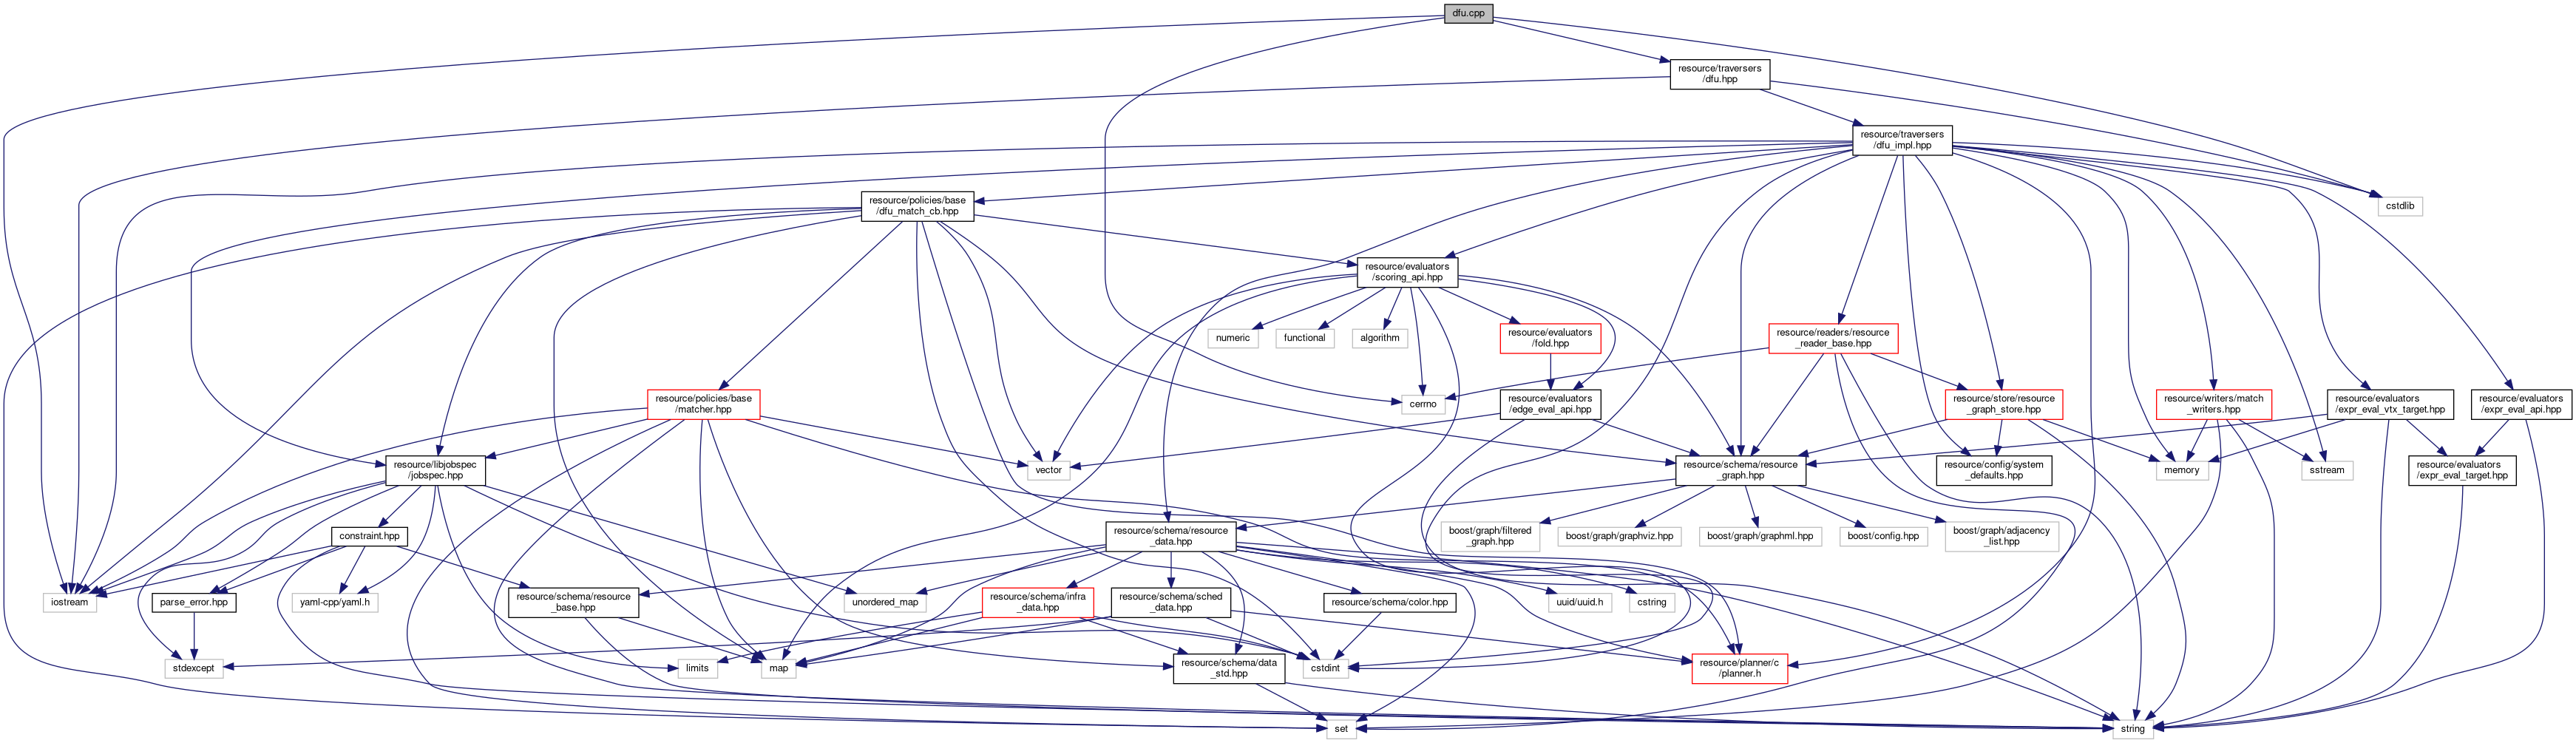 dfu.cpp
resource/traversers
/dfu.hpp
resource/traversers
/dfu_impl.hpp
resource/policies/base
/dfu_match_cb.hpp
cstdlib
resource/evaluators
/scoring_api.hpp
numeric
functional
algorithm
resource/evaluators
/fold.hpp
resource/readers/resource
_reader_base.hpp
resource/policies/base
/matcher.hpp
cerrno
resource/evaluators
/edge_eval_api.hpp
resource/store/resource
_graph_store.hpp
resource/writers/match
_writers.hpp
resource/evaluators
/expr_eval_vtx_target.hpp
resource/evaluators
/expr_eval_api.hpp
resource/libjobspec
/jobspec.hpp
vector
resource/schema/resource
_graph.hpp
resource/config/system
_defaults.hpp
memory
sstream
resource/evaluators
/expr_eval_target.hpp
constraint.hpp
resource/schema/resource
_data.hpp
boost/graph/filtered
_graph.hpp
boost/graph/graphviz.hpp
boost/graph/graphml.hpp
boost/config.hpp
boost/graph/adjacency
_list.hpp
iostream
parse_error.hpp
yaml-cpp/yaml.h
resource/schema/resource
_base.hpp
unordered_map
resource/schema/infra
_data.hpp
resource/schema/sched
_data.hpp
resource/schema/color.hpp
uuid/uuid.h
cstring
stdexcept
limits
map
resource/schema/data
_std.hpp
cstdint
resource/planner/c
/planner.h
set
string